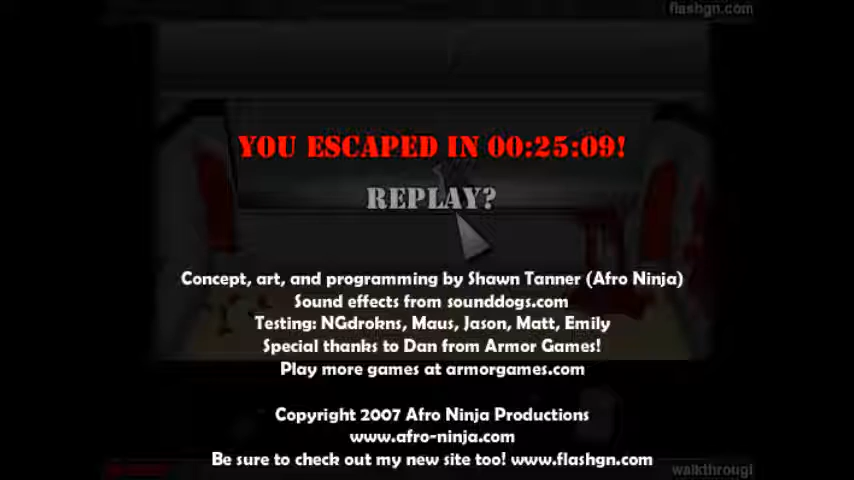 flashgn.com
YOU ESCAPED IN 00:25:09!
REPLAY?
Concept, art, and programming by Shawn Tanner (Afro Ninja)
Sound effects from sounddogs.com
Testing: NGdrokns, Maus, Jason, Matt, Emily
Special thanks to Dan from Armor Games!
Play more games at armorgames.com
Copyright 2007 Afro Ninja Productions
www.afro-ninja.com
Be sure to check out my new site too! www.flashgn.com
walkthroug